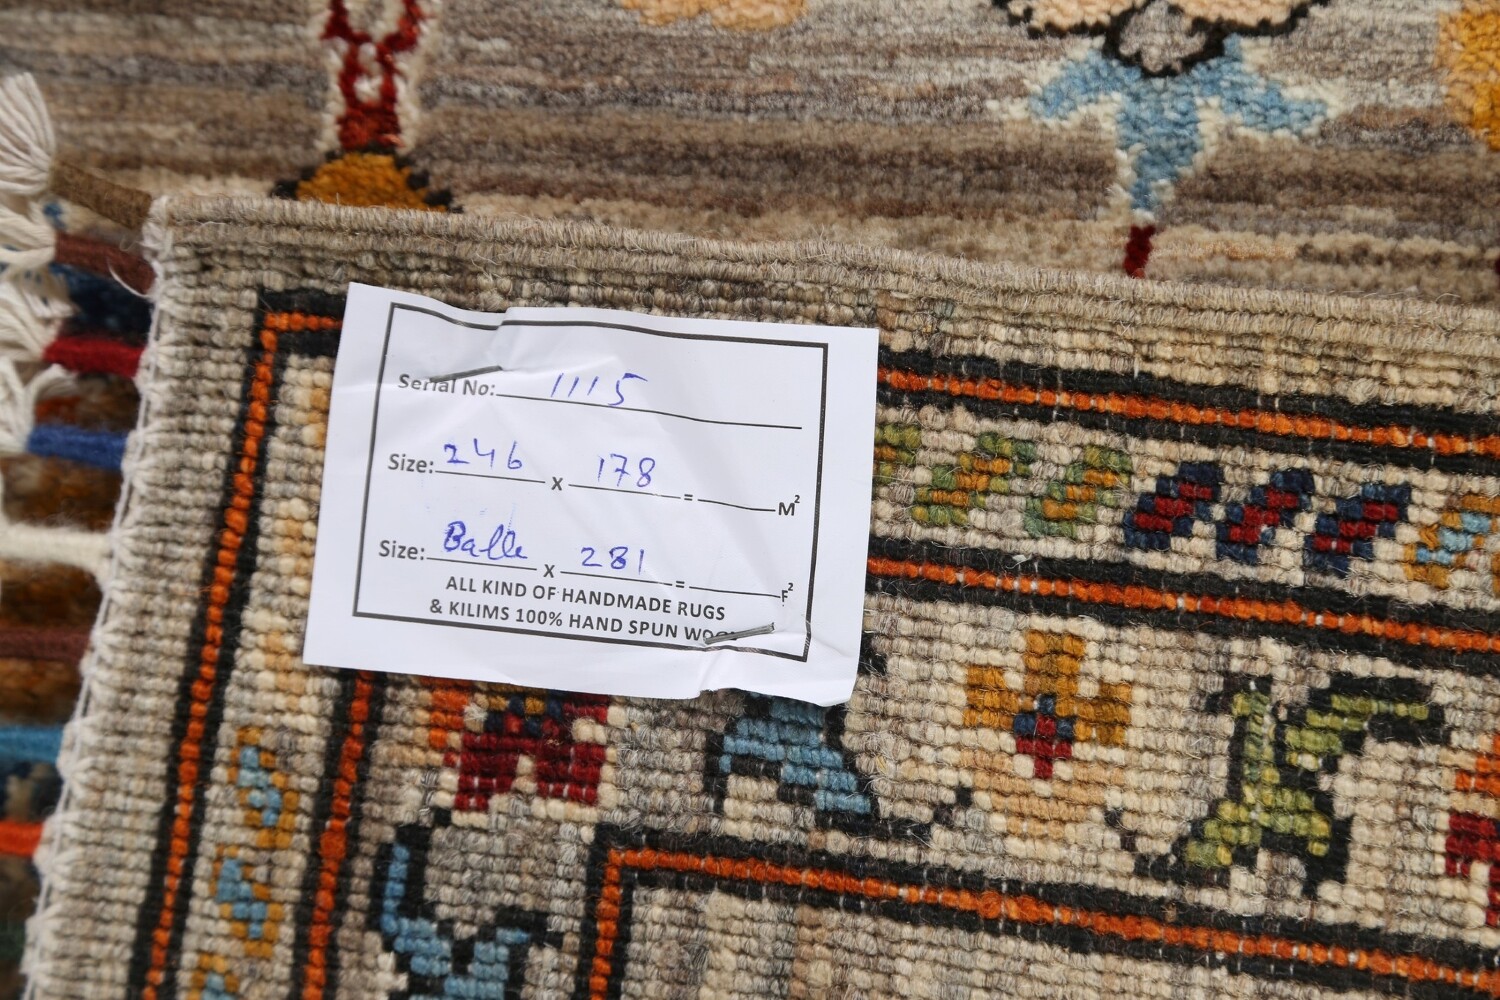 Serial No: 1115
Size: 246 x 178 = M²
Size: Balle x 281 = F²
ALL KIND OF HANDMADE RUGS
& KILIMS 100% HAND SPUN WOOL